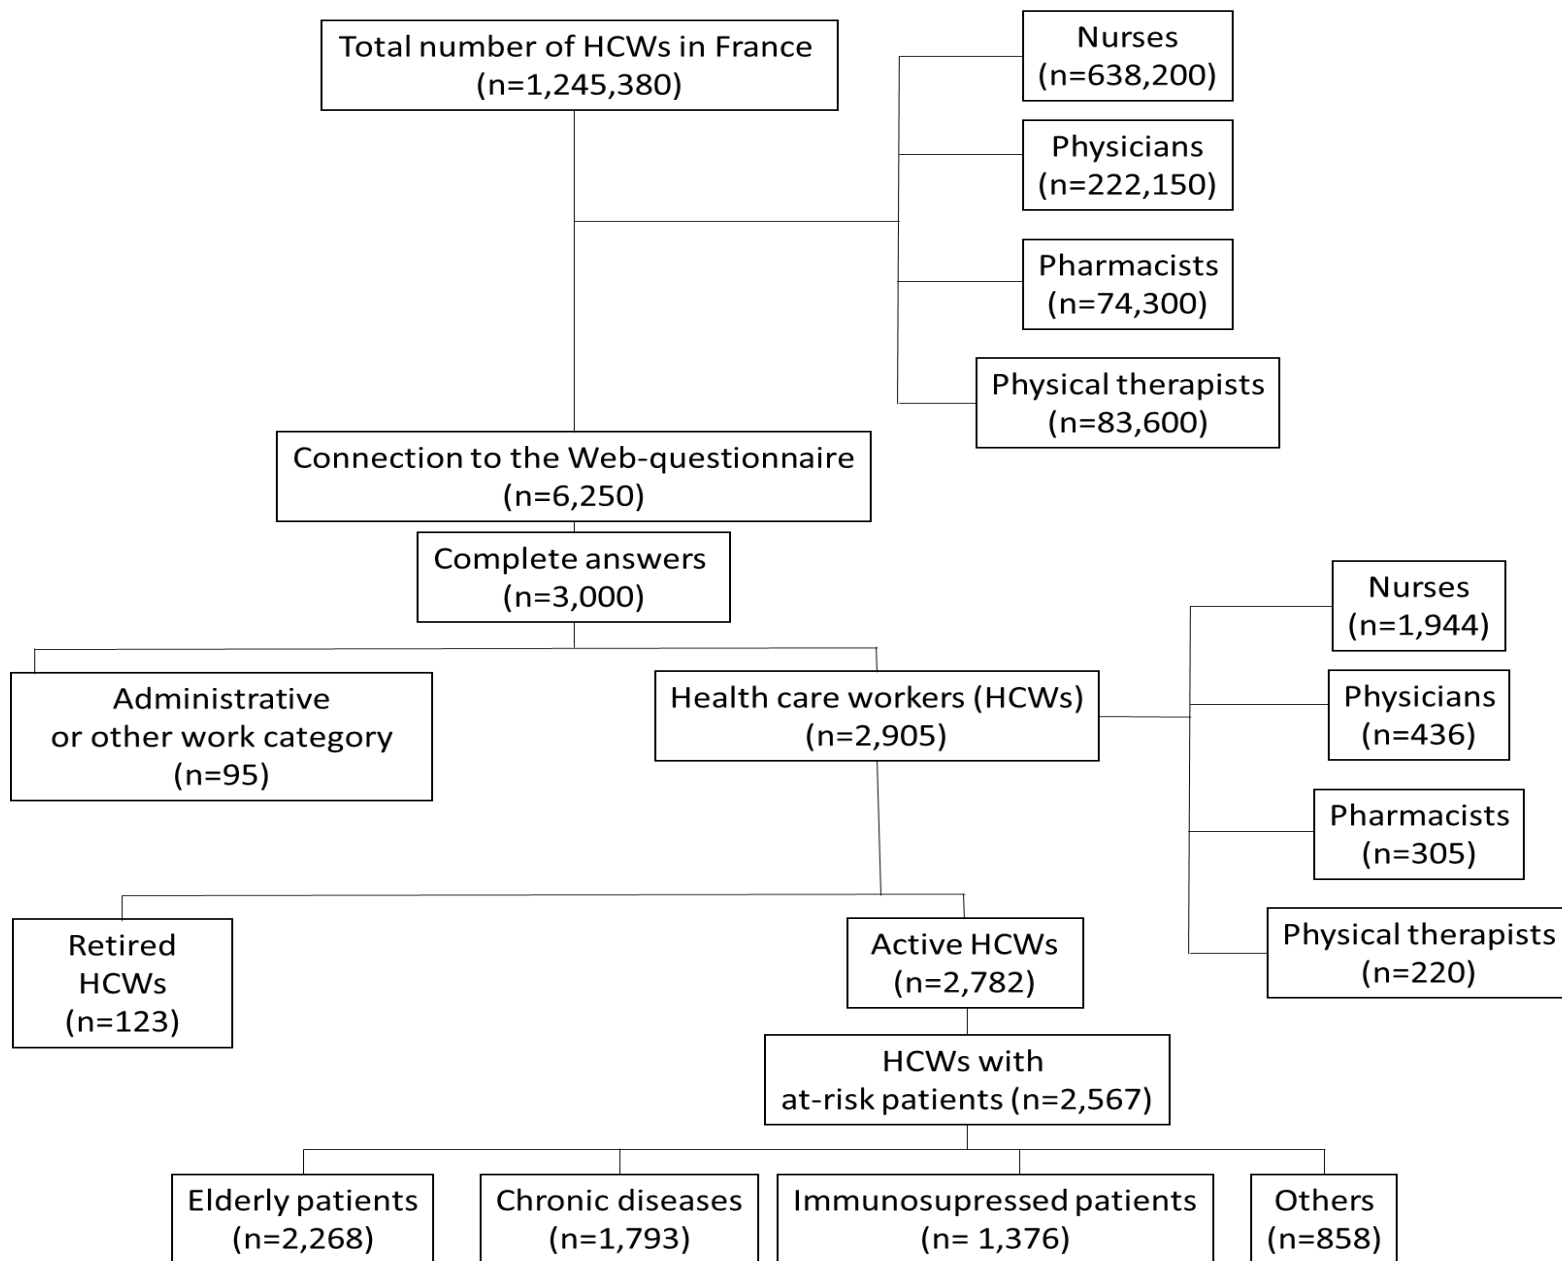 Total number of HCWs in France
(n=1,245,380)
Nurses
(n=638,200)
Physicians
(n=222,150)
Pharmacists
(n=74,300)
Physical therapists
(n=83,600)
Connection to the Web-questionnaire
(n=6,250)
Complete answers
(n=3,000)
Administrative
or other work category
(n=95)
Health care workers (HCWs)
(n=2,905)
Nurses
(n=1,944)
Physicians
(n=436)
Pharmacists
(n=305)
Physical therapists
(n=220)
Retired
HCWs
(n=123)
Active HCWs
(n=2,782)
HCWs with
at-risk patients (n=2,567)
Elderly patients
(n=2,268)
Chronic diseases
(n=1,793)
Immunosupressed patients
(n= 1,376)
Others
(n=858)